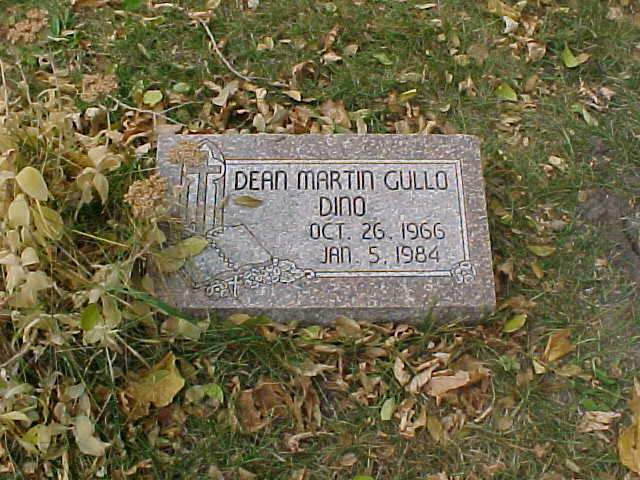 DEAN MARTIN GULLO
DINO
OCT. 26, 1966
JAN. 5, 1984